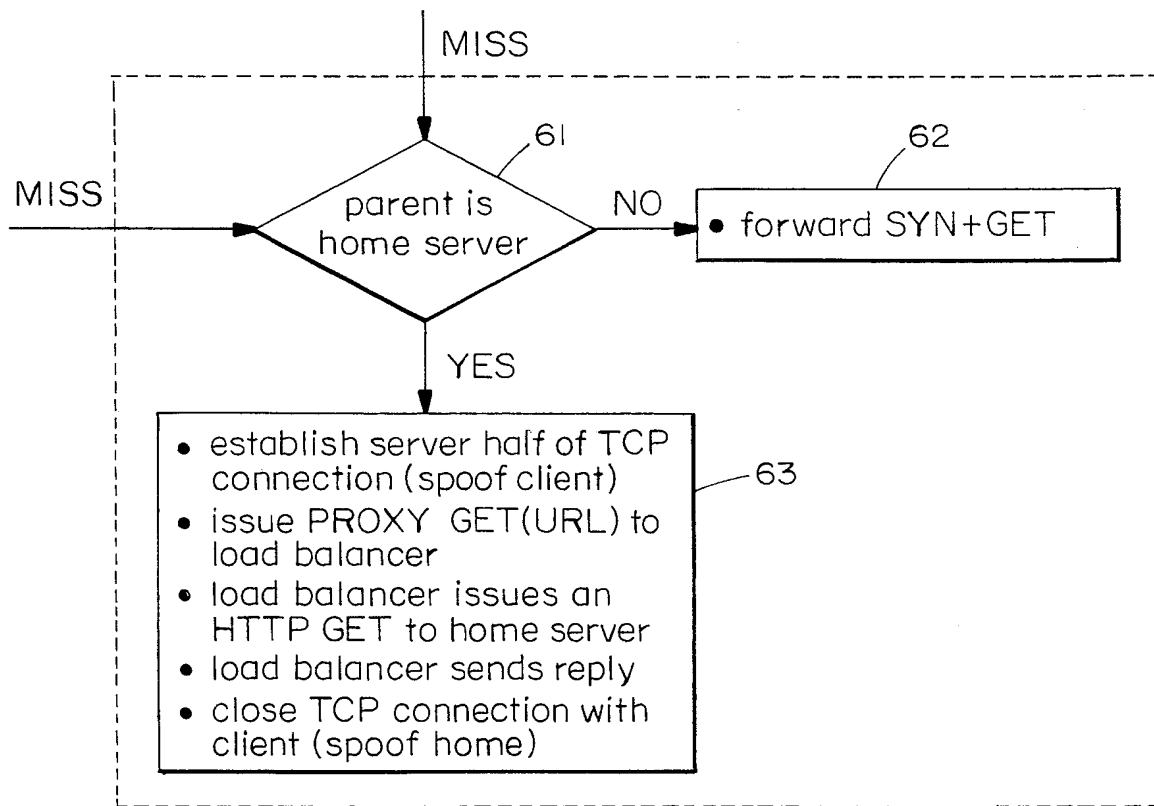 MISS
61
62
MISS
parent is
home server
NO
• forward SYN+GET
YES
• establish server half of TCP
connection (spoof client)
63
• issue PROXY GET(URL) to
load balancer
• load balancer issues an
HTTP GET to home server
• load balancer sends reply
• close TCP connection with
client (spoof home)